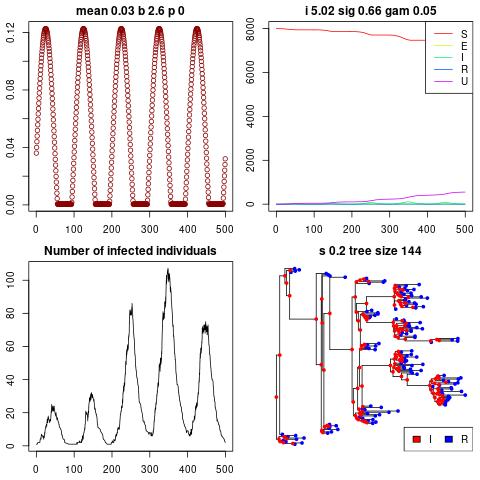 mean 0.03 b 2.6 p 0
0.00 0.04 0.08 0.12
0 100 200 300 400 500
i 5.02 sig 0.66 gam 0.05
0 2000 4000 6000 8000
S
E
I
R
U
0 100 200 300 400 500
Number of infected individuals
0 20 40 60 80 100
0 100 200 300 400 500
s 0.2 tree size 144
I R